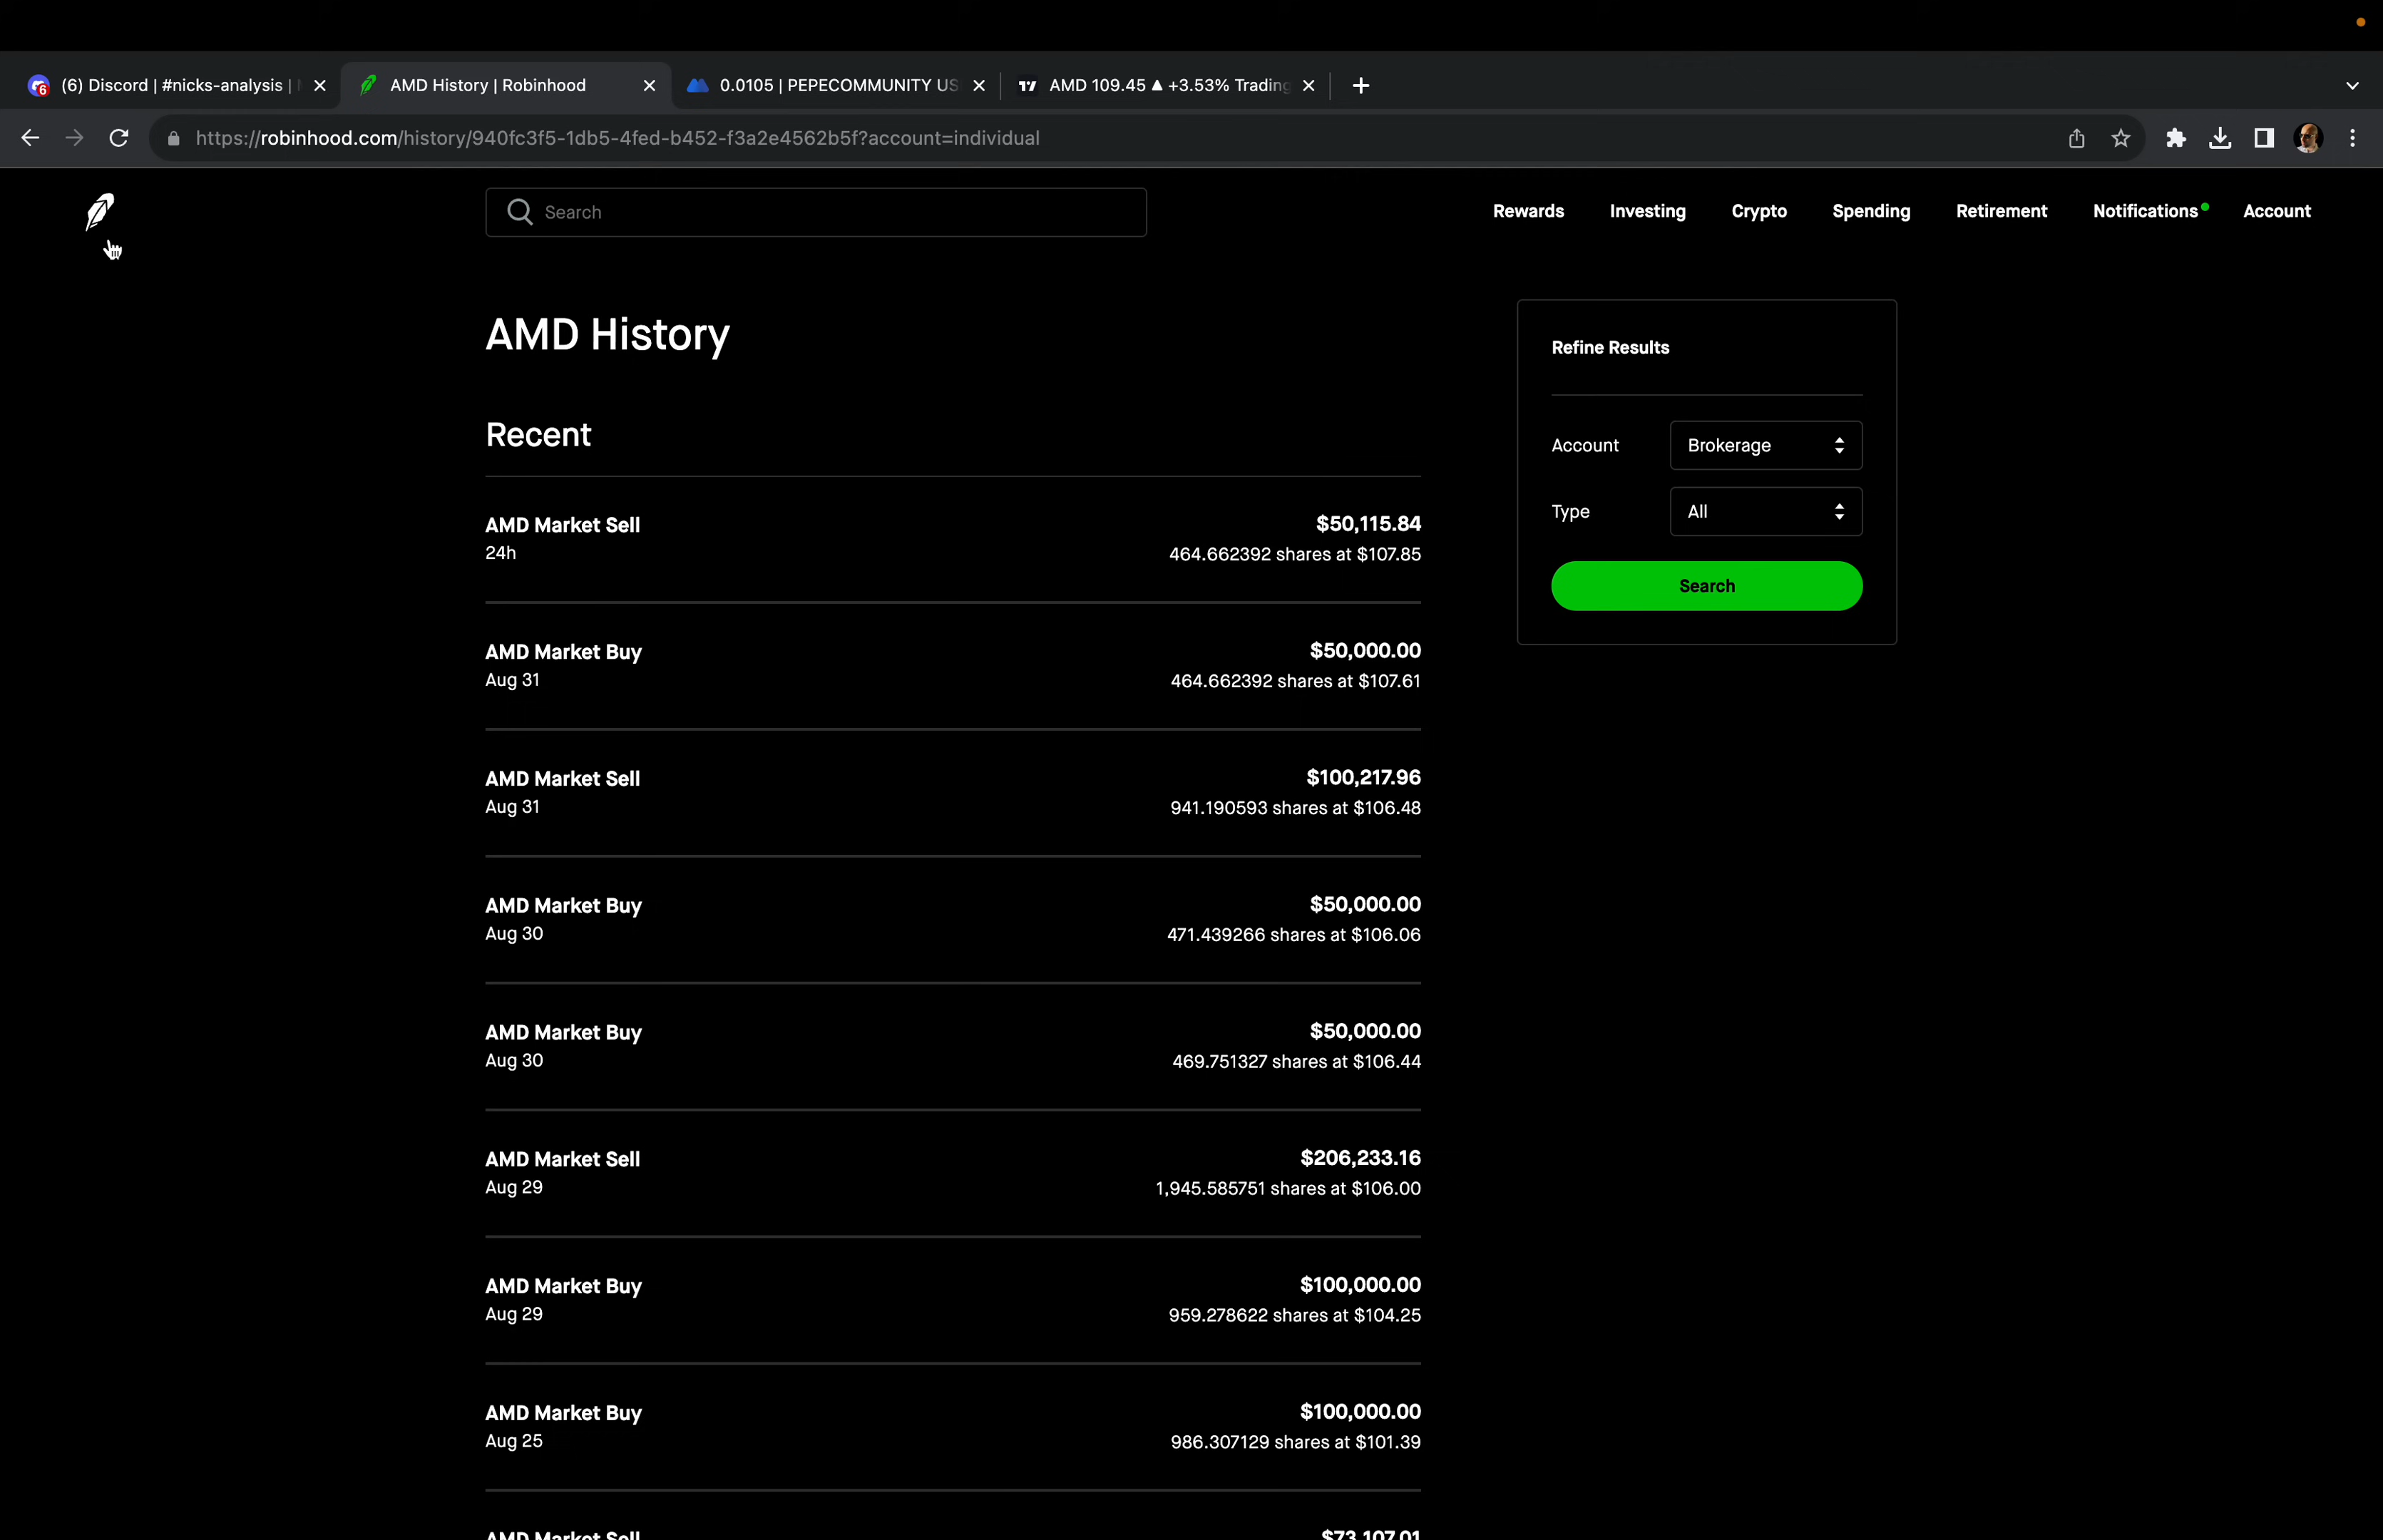 (6) Discord | #nicks-analysis |
AMD History | Robinhood
0.0105 | PEPECOMMUNITY US
AMD 109.45 ▲ +3.53% Trading
https://robinhood.com/history/940fc3f5-1db5-4fed-b452-f3a2e4562b5f?account=individual
Search
Rewards
Investing
Crypto
Spending
Retirement
Notifications
Account
AMD History
Recent
AMD Market Sell
$50,115.84
24h
464.662392 shares at $107.85
AMD Market Buy
$50,000.00
Aug 31
464.662392 shares at $107.61
AMD Market Sell
$100,217.96
Aug 31
941.190593 shares at $106.48
AMD Market Buy
$50,000.00
Aug 30
471.439266 shares at $106.06
AMD Market Buy
$50,000.00
Aug 30
469.751327 shares at $106.44
AMD Market Sell
$206,233.16
Aug 29
1,945.585751 shares at $106.00
AMD Market Buy
$100,000.00
Aug 29
959.278622 shares at $104.25
AMD Market Buy
$100,000.00
Aug 25
986.307129 shares at $101.39
AMD Market Sell
$73,107.01
Refine Results
Account
Brokerage
Type
All
Search